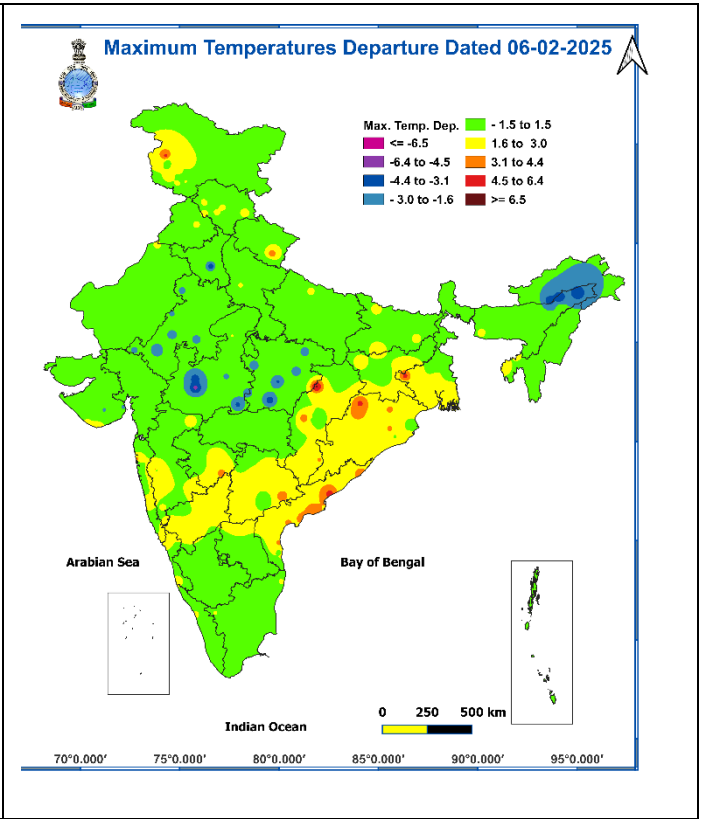 Maximum Temperatures Departure Dated 06-02-2025
Max. Temp. Dep.
<= -6.5
-6.4 to -4.5
-4.4 to -3.1
- 3.0 to -1.6
- 1.5 to 1.5
1.6 to 3.0
3.1 to 4.4
4.5 to 6.4
>= 6.5
Arabian Sea
Bay of Bengal
Indian Ocean
0 250 500 km
70°0.000' 75°0.000' 80°0.000' 85°0.000' 90°0.000' 95°0.000'